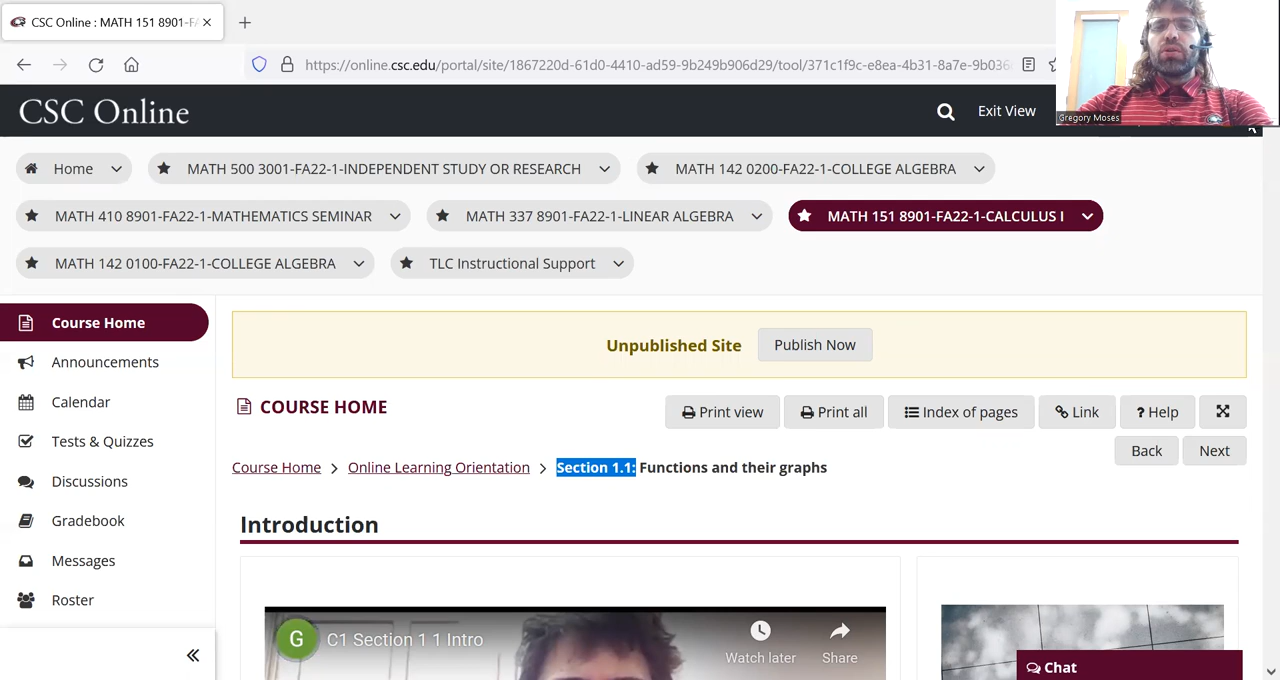 CSC Online : MATH 151 8901-F
https://online.csc.edu/portal/site/1867220d-61d0-4410-ad59-9b249b906d29/tool/371c1f9c-e8ea-4b31-8a7e-9b036
Gregory Moses
CSC Online
Exit View
Home
MATH 500 3001-FA22-1-INDEPENDENT STUDY OR RESEARCH
MATH 142 0200-FA22-1-COLLEGE ALGEBRA
MATH 410 8901-FA22-1-MATHEMATICS SEMINAR
MATH 337 8901-FA22-1-LINEAR ALGEBRA
MATH 151 8901-FA22-1-CALCULUS I
MATH 142 0100-FA22-1-COLLEGE ALGEBRA
TLC Instructional Support
Course Home
Announcements
Calendar
Tests & Quizzes
Discussions
Gradebook
Messages
Roster
Unpublished Site
Publish Now
COURSE HOME
Print view
Print all
Index of pages
Link
? Help
Back
Next
Course Home > Online Learning Orientation > Section 1.1: Functions and their graphs
Introduction
G
C1 Section 1 1 Intro
Watch later
Share
Chat